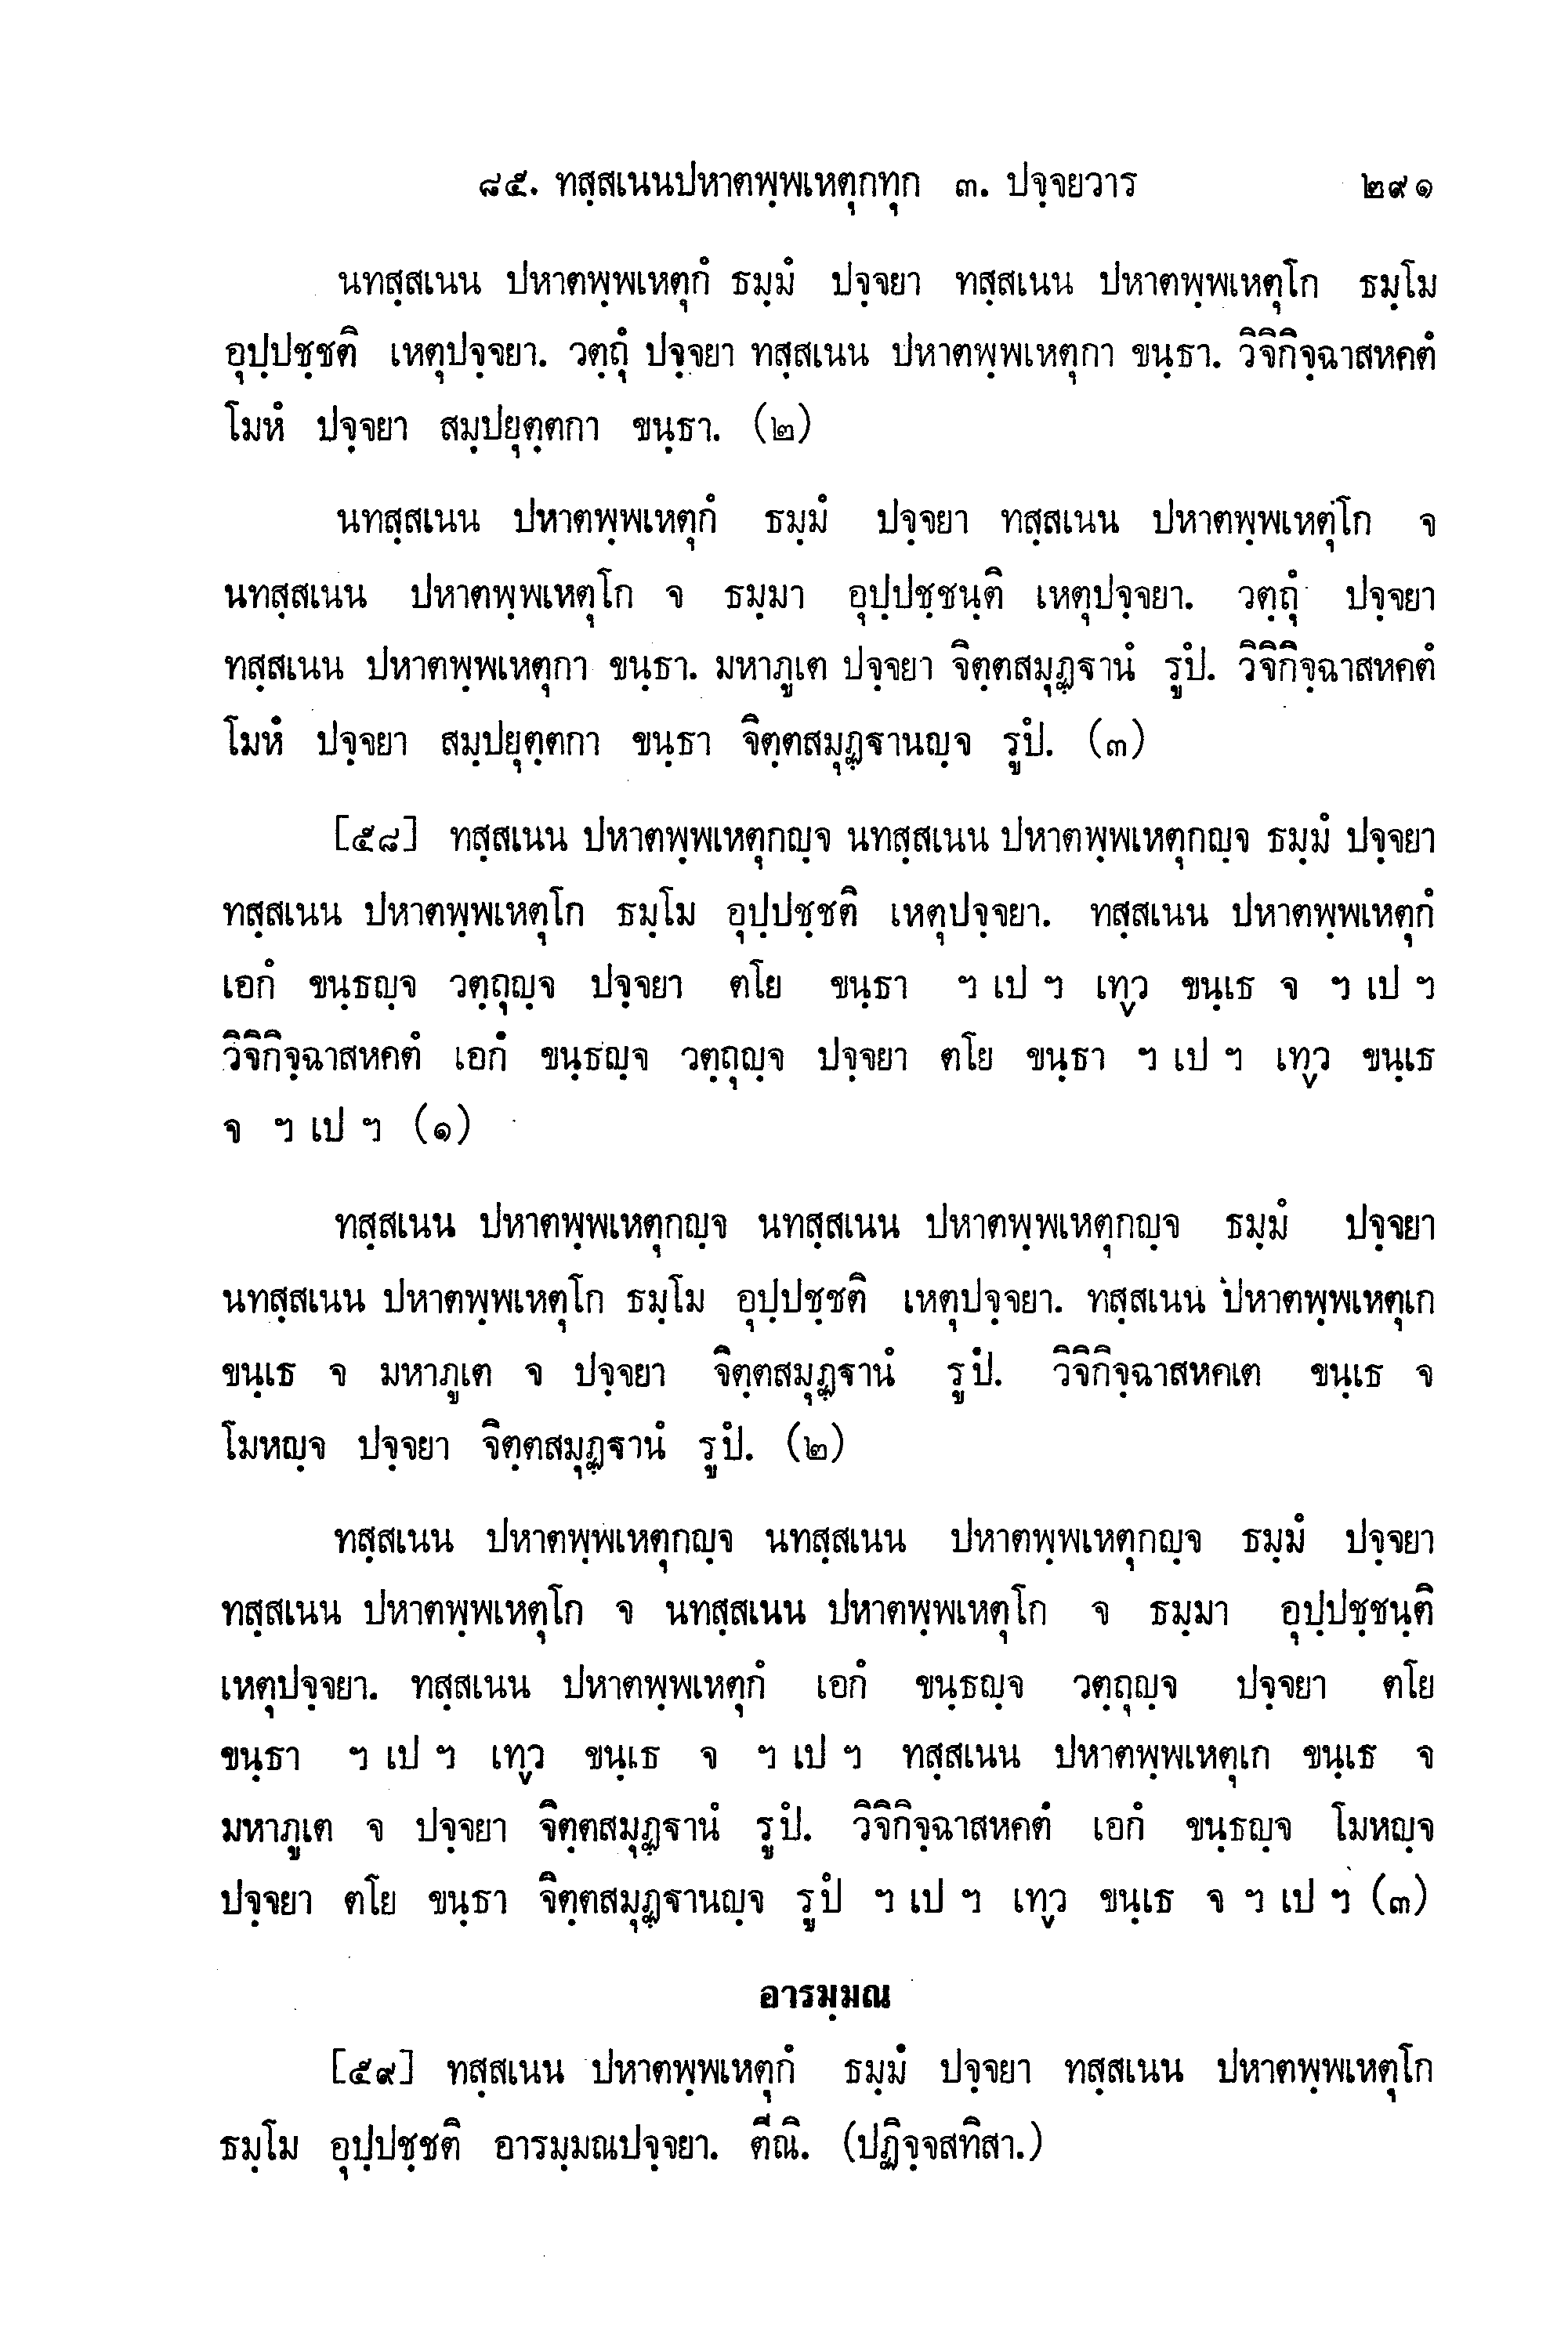 ๘๕. ทสฺสเนนปหาตพฺพเหตุกทุก ๓. ปจฺจยวาร ๒๙๑
นทสฺสเนน ปหาตพฺพเหตุกํ ธมฺมํ ปจฺจยา ทสฺสเนน ปหาตพฺพเหตุโก ธมฺโม
อุปฺปชฺชติ เหตุปจฺจยา. วตฺถุํ ปจฺจยา ทสฺสเนน ปหาตพฺพเหตุกา ขนฺธา. วิจิกิจฺฉาสหคตํ
โมหํ ปจฺจยา สมฺปยุตฺตกา ขนฺธา. (๒)
นทสฺสเนน ปหาตพฺพเหตุกํ ธมฺมํ ปจฺจยา ทสฺสเนน ปหาตพฺพเหตุโก จ
นทสฺสเนน ปหาตพฺพเหตุโก จ ธมฺมา อุปฺปชฺชนฺติ เหตุปจฺจยา. วตฺถุํ ปจฺจยา
ทสฺสเนน ปหาตพฺพเหตุกา ขนฺธา. มหาภูเต ปจฺจยา จิตฺตสมุฏฺฐานํ รูปํ. วิจิกิจฺฉาสหคตํ
โมหํ ปจฺจยา สมฺปยุตฺตกา ขนฺธา จิตฺตสมุฏฺฐานญฺจ รูปํ. (๓)
[๕๘] ทสฺสเนน ปหาตพฺพเหตุกญฺจ นทสฺสเนน ปหาตพฺพเหตุกญฺจ ธมฺมํ ปจฺจยา
ทสฺสเนน ปหาตพฺพเหตุโก ธมฺโม อุปฺปชฺชติ เหตุปจฺจยา. ทสฺสเนน ปหาตพฺพเหตุกํ
เอกํ ขนฺธญฺจ วตฺถุญฺจ ปจฺจยา ตโย ขนฺธา ฯ เป ฯ เทฺว ขนฺเธ จ ฯ เป ฯ
วิจิกิจฺฉาสหคตํ เอกํ ขนฺธญฺจ วตฺถุญฺจ ปจฺจยา ตโย ขนฺธา ฯ เป ฯ เทฺว ขนฺเธ
จ ฯ เป ฯ (๑)
ทสฺสเนน ปหาตพฺพเหตุกญฺจ นทสฺสเนน ปหาตพฺพเหตุกญฺจ ธมฺมํ ปจฺจยา
นทสฺสเนน ปหาตพฺพเหตุโก ธมฺโม อุปฺปชฺชติ เหตุปจฺจยา. ทสฺสเนน ปหาตพฺพเหตุเก
ขนฺเธ จ มหาภูเต จ ปจฺจยา จิตฺตสมุฏฺฐานํ รูปํ. วิจิกิจฺฉาสหคเต ขนฺเธ จ
โมหญฺจ ปจฺจยา จิตฺตสมุฏฺฐานํ รูปํ. (๒)
ทสฺสเนน ปหาตพฺพเหตุกญฺจ นทสฺสเนน ปหาตพฺพเหตุกญฺจ ธมฺมํ ปจฺจยา
ทสฺสเนน ปหาตพฺพเหตุโก จ นทสฺสเนน ปหาตพฺพเหตุโก จ ธมฺมา อุปฺปชฺชนฺติ
เหตุปจฺจยา. ทสฺสเนน ปหาตพฺพเหตุกํ เอกํ ขนฺธญฺจ วตฺถุญฺจ ปจฺจยา ตโย
ขนฺธา ฯ เป ฯ เทฺว ขนฺเธ จ ฯ เป ฯ ทสฺสเนน ปหาตพฺพเหตุเก ขนฺเธ จ
มหาภูเต จ ปจฺจยา จิตฺตสมุฏฺฐานํ รูปํ. วิจิกิจฺฉาสหคตํ เอกํ ขนฺธญฺจ โมหญฺจ
ปจฺจยา ตโย ขนฺธา จิตฺตสมุฏฺฐานญฺจ รูปํ ฯ เป ฯ เทฺว ขนฺเธ จ ฯ เป ฯ (๓)
อารมฺมณ
[๕๙] ทสฺสเนน ปหาตพฺพเหตุกํ ธมฺมํ ปจฺจยา ทสฺสเนน ปหาตพฺพเหตุโก
ธมฺโม อุปฺปชฺชติ อารมฺมณปจฺจยา. ตีณิ. (ปฏิจฺจสทิสา.)